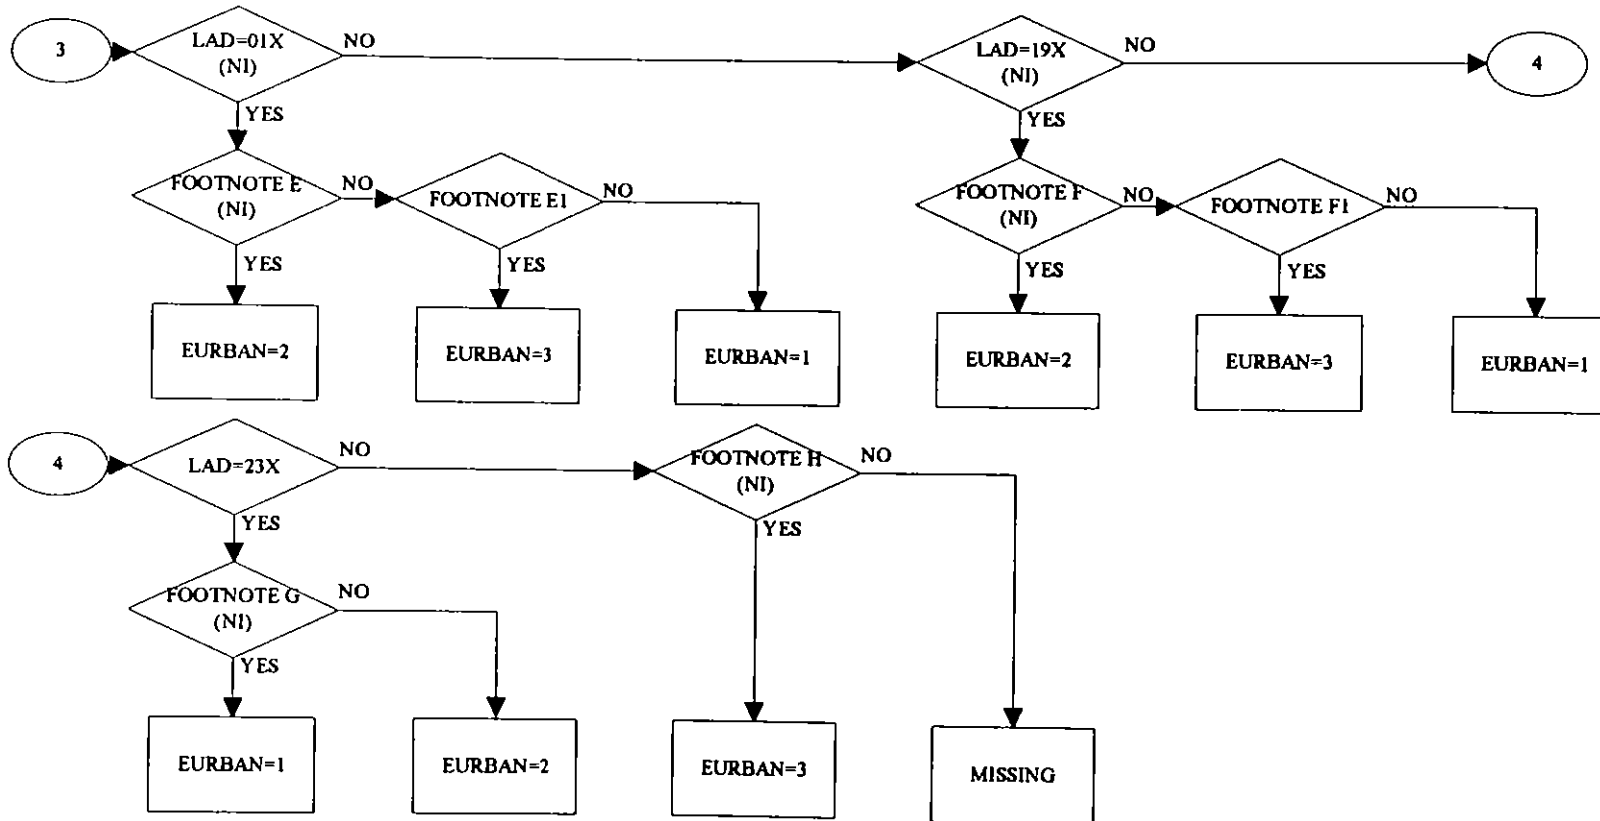 3
LAD=01X
(NI)
NO
LAD=19X
(NI)
NO
4
YES
YES
FOOTNOTE E
(NI)
NO
FOOTNOTE E1
NO
FOOTNOTE F
(NI)
NO
FOOTNOTE F1
NO
YES
YES
YES
YES
EURBAN=2
EURBAN=3
EURBAN=1
EURBAN=2
EURBAN=3
EURBAN=1
4
LAD=23X
NO
FOOTNOTE H
(NI)
NO
YES
YES
FOOTNOTE G
(NI)
NO
YES
EURBAN=1
EURBAN=2
EURBAN=3
MISSING